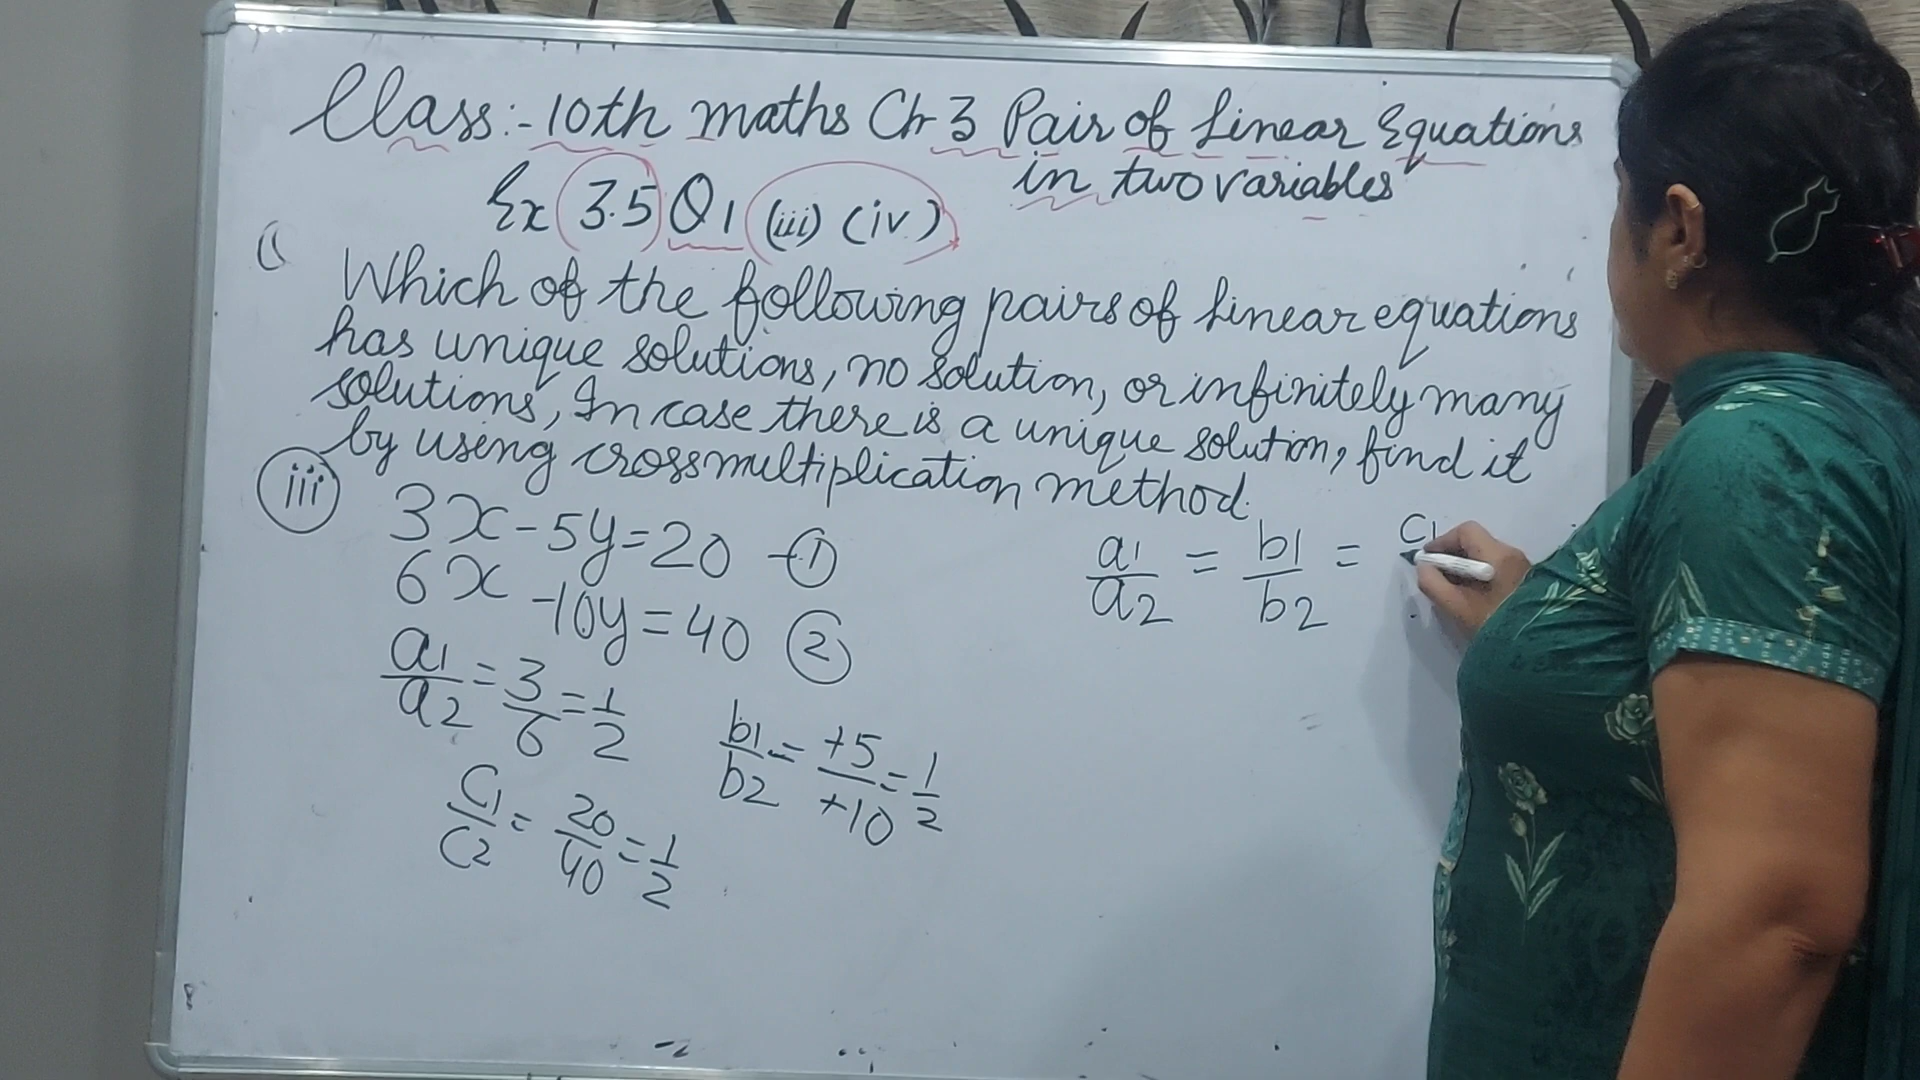 Class:- 10th maths Ch 3 Pair of Linear Equations
in two variables
Ex 3.5 Q1 (iii) (iv)
Which of the following pairs of linear equations
has unique solutions, no solution, or infinitely many
solutions, In case there is a unique solution, find it
by using cross multiplication method.
(iii) 3x - 5y = 20 - (1)
6x - 10y = 40 (2)
a1/a2 = 3/6 = 1/2
b1/b2 = +5/+10 = 1/2
c1/c2 = 20/40 = 1/2
a1/a2 = b1/b2 = c1